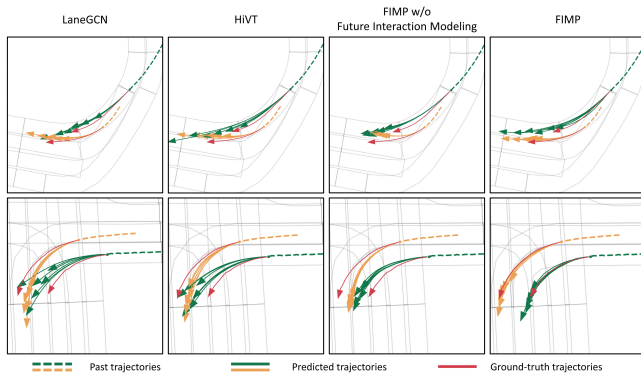 LaneGCN
HiVT
FIMP w/o
Future Interaction Modeling
FIMP
Past trajectories
Predicted trajectories
Ground-truth trajectories